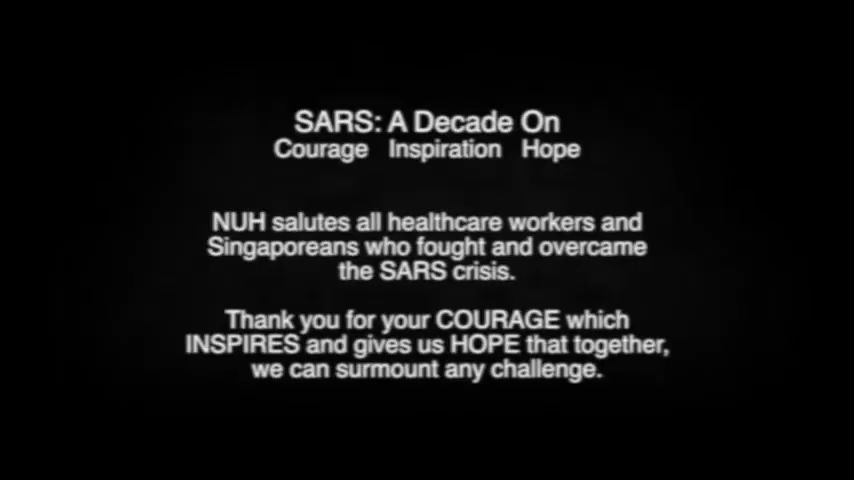 SARS: A Decade On
Courage Inspiration Hope
NUH salutes all healthcare workers and
Singaporeans who fought and overcame
the SARS crisis.
Thank you for your COURAGE which
INSPIRES and gives us HOPE that together,
we can surmount any challenge.